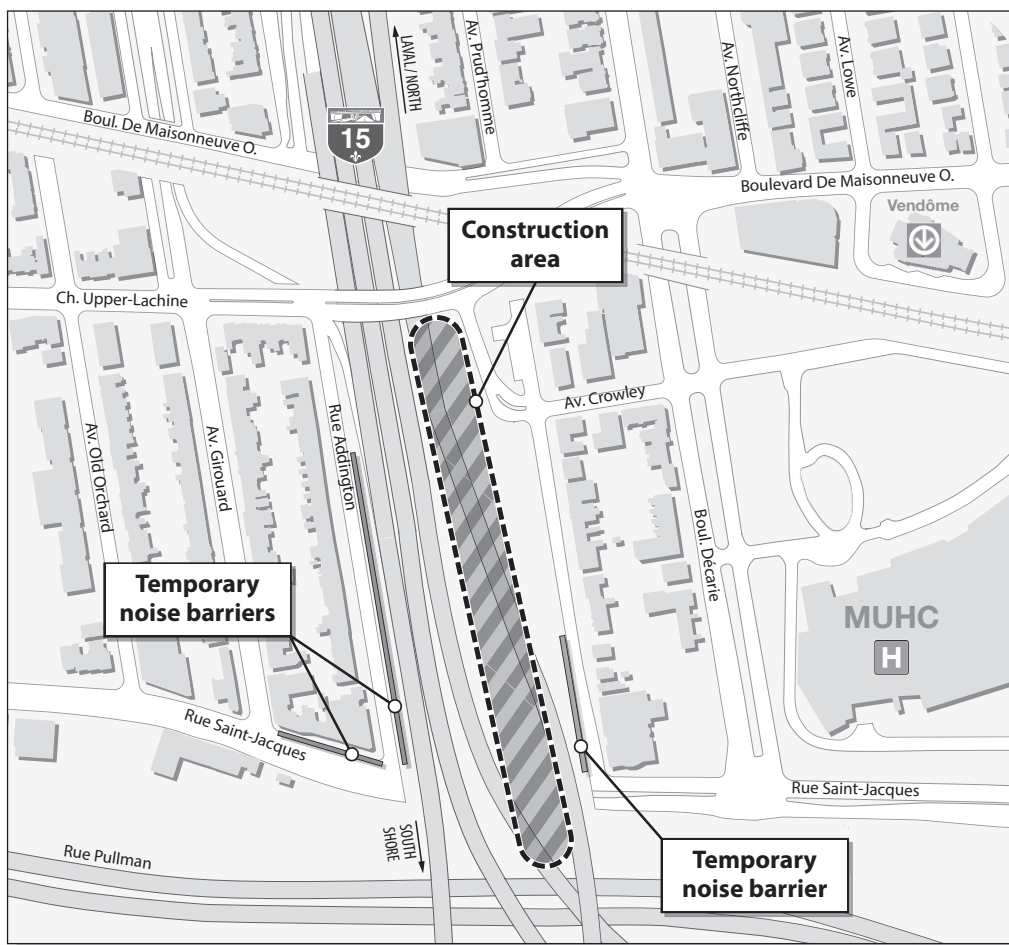 LAVAL/NORTH
Av. Prud'homme
Av. Northcliffe
Av. Lowe
Boul. De Maisonneuve O.
15
Boulevard De Maisonneuve O.
Vendôme
Construction
area
Ch. Upper-Lachine
Av. Crowley
Rue Addington
Av. Old Orchard
Av. Girouard
Boul. Décarie
Temporary
noise barriers
MUHC
H
Rue Saint-Jacques
Rue Saint-Jacques
SOUTH
SHORE
Rue Pullman
Temporary
noise barrier